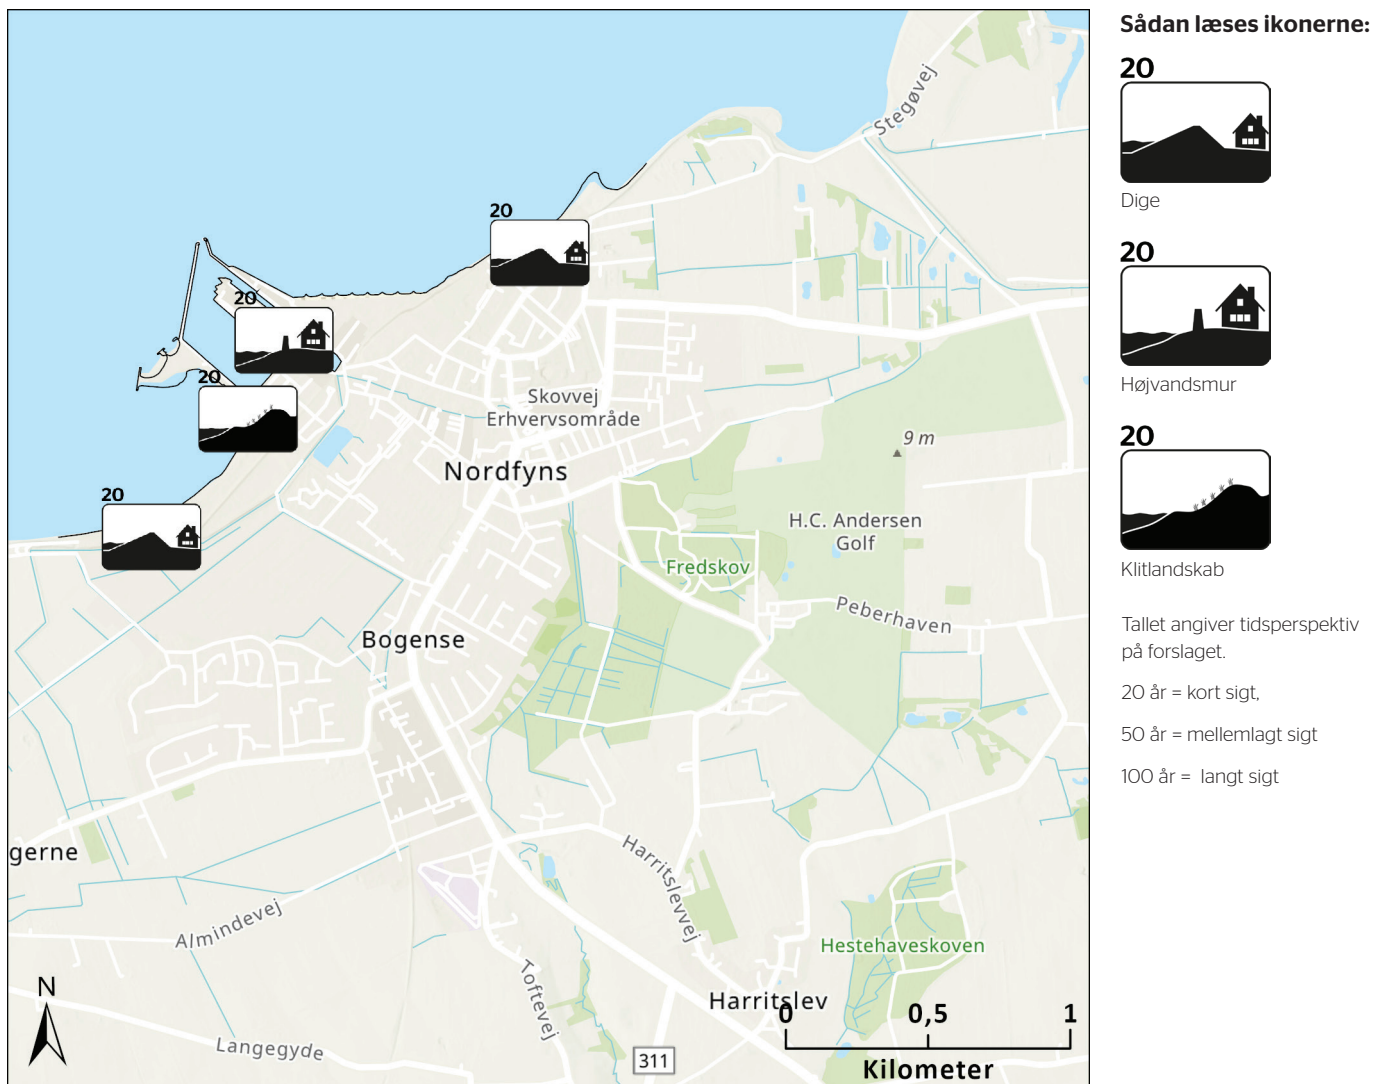 Stegøvej
20
20
20
20
Skovvej
Erhvervsområde
Nordfyns
9 m
H.C. Andersen
Golf
Fredskov
Peberhaven
Bogense
gerne
Harritslevvej
Almindevej
Hestehaveskoven
Toftevej
Harritslev
N
Langegyde
311
0 0,5 1
Kilometer
Sådan læses ikonerne:
20
Dige
20
Højvandsmur
20
Klitlandskab
Tallet angiver tidsperspektiv
på forslaget.
20 år = kort sigt,
50 år = mellemlagt sigt
100 år = langt sigt